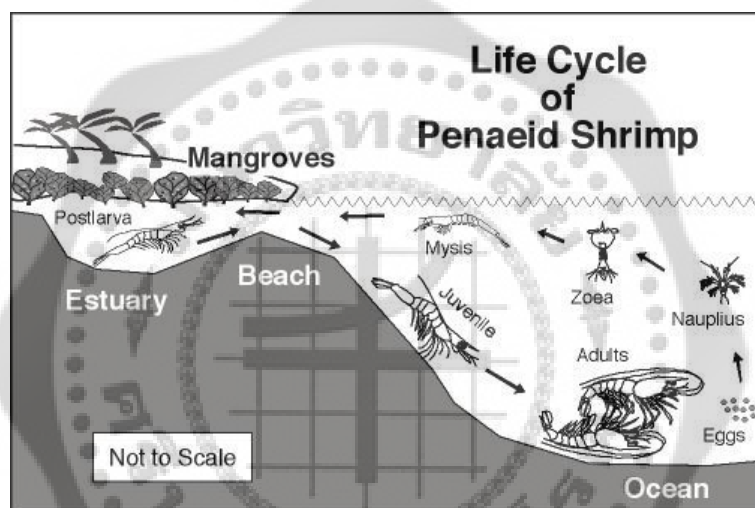 Life Cycle
of
Penaeid Shrimp
Mangroves
Postlarva
Mysis
Zoea
Nauplius
Estuary
Beach
Juvenile
Adults
Eggs
Not to Scale
Ocean